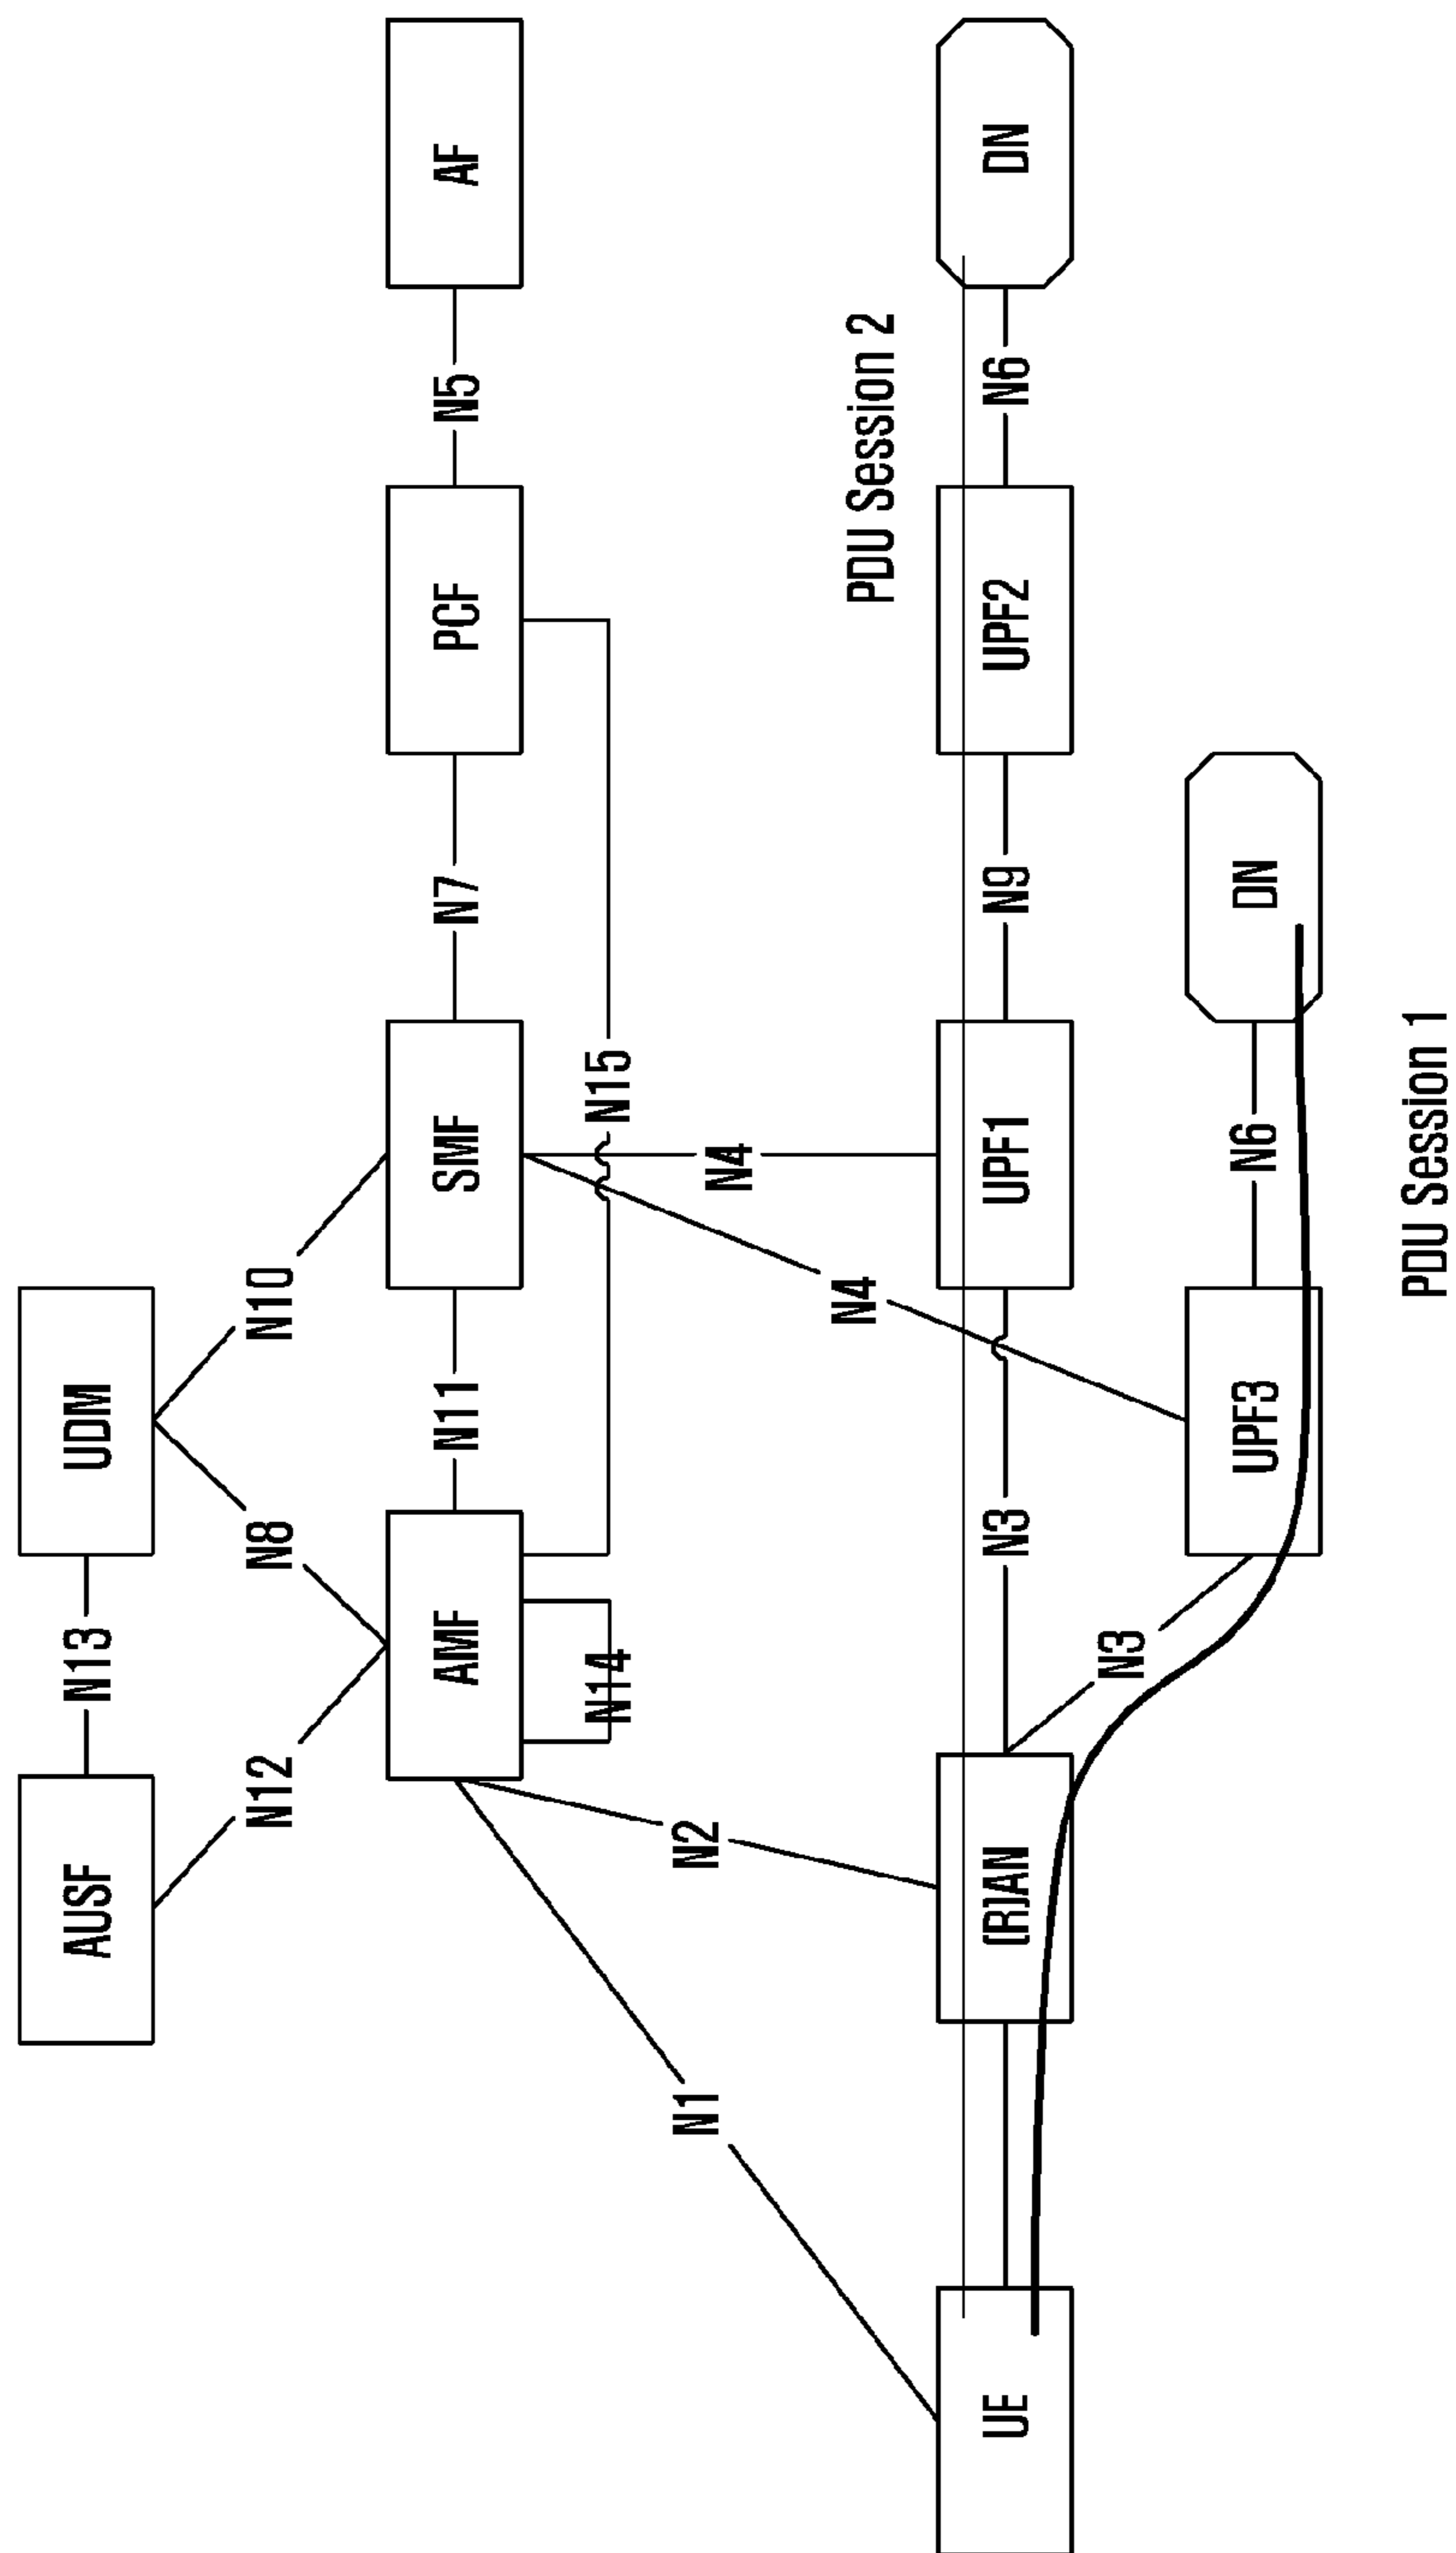 AUSF
N13
UDM
N12
N8
N10
AMF
N11
SMF
N7
PCF
N5
AF
N14
N15
N1
N2
N4
N4
PDU Session 2
UE
(R)AN
N3
UPF1
N9
UPF2
N6
DN
N3
UPF3
N6
DN
PDU Session 1